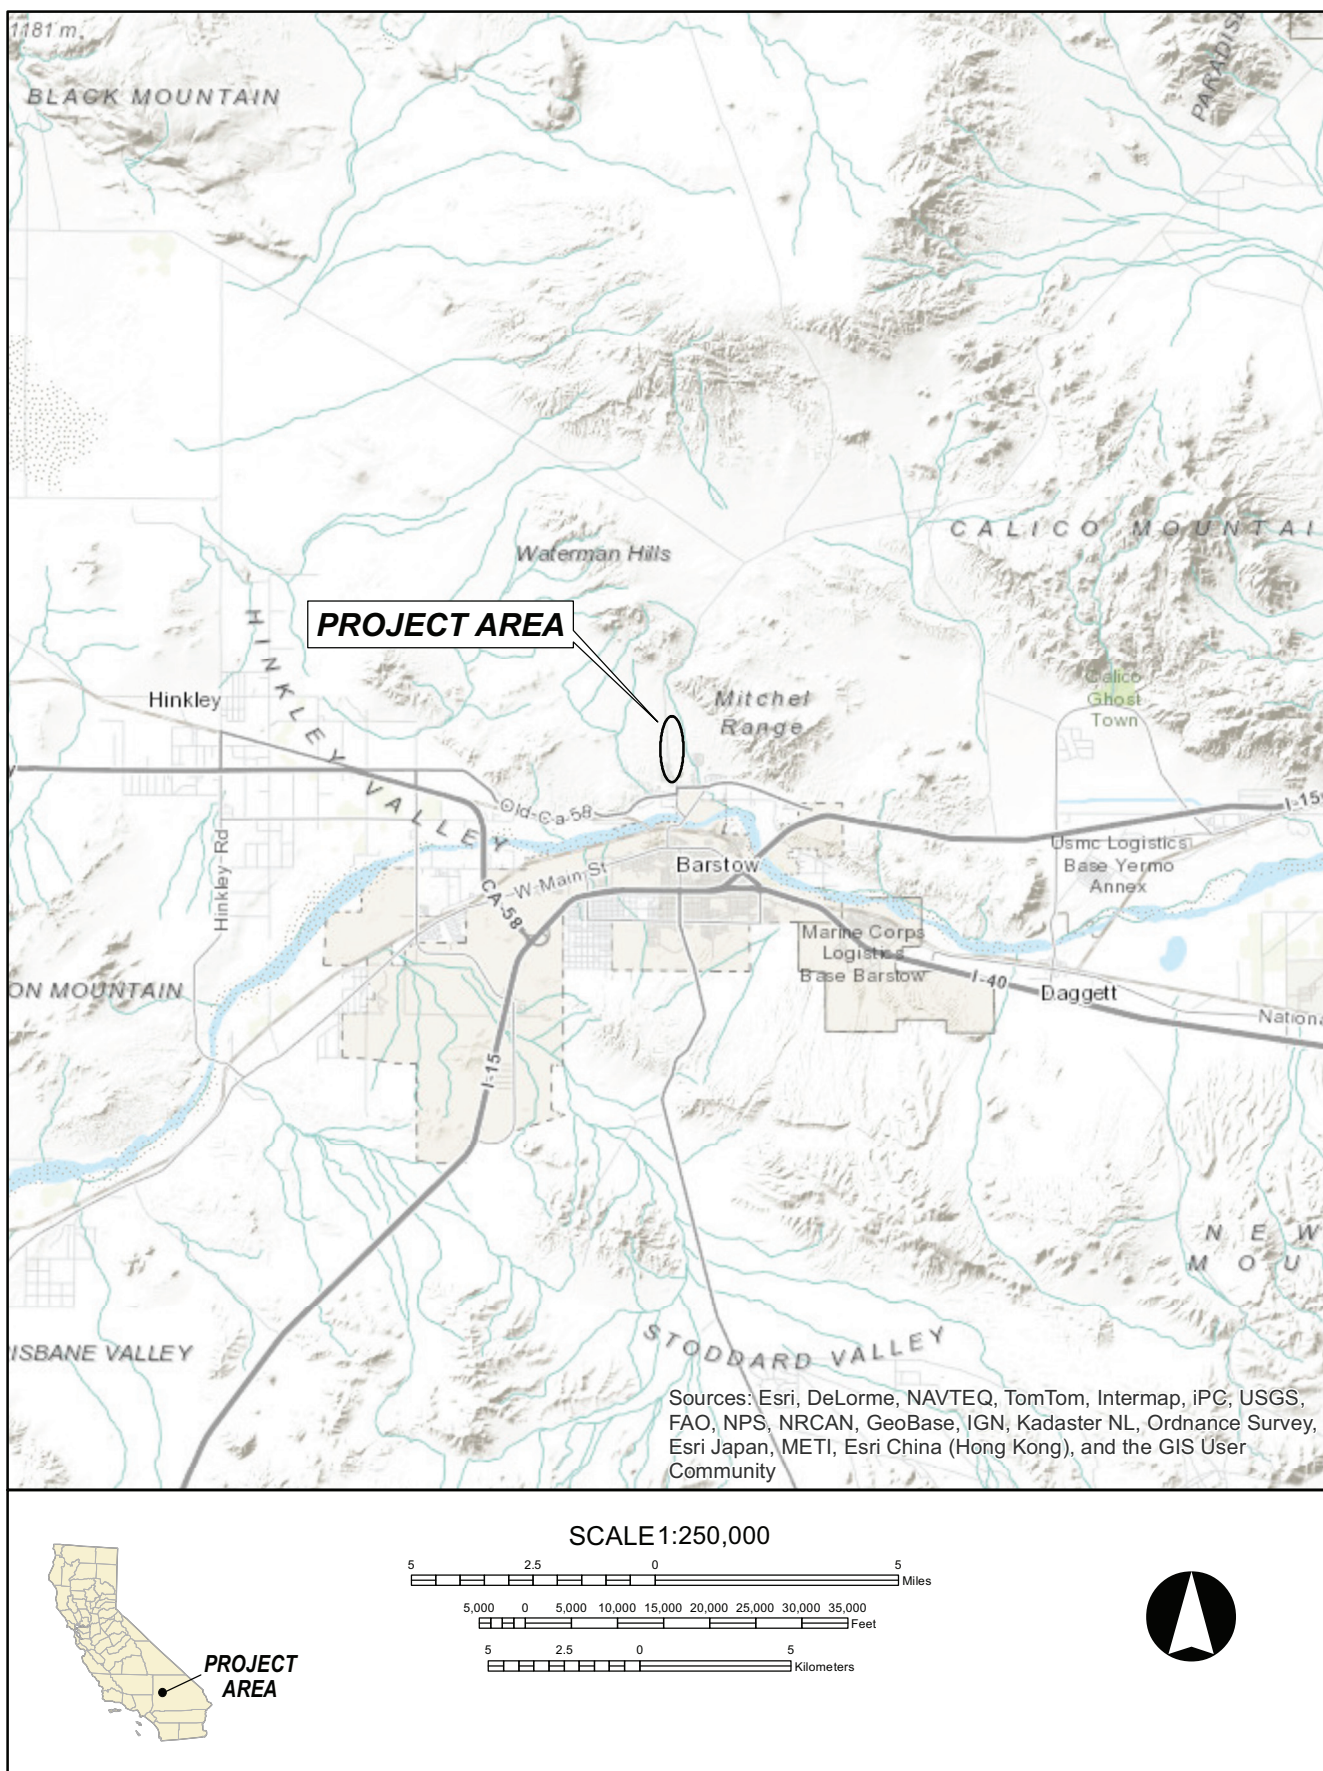 1181 m
BLACK MOUNTAIN
PARADIS
CALICO MOUNTAI
Waterman Hills
PROJECT AREA
HINKLEY VALLEY
Hinkley
Mitchel
Range
Calico
Ghost
Town
Old-Ca-58
I-15
Hinkley Rd
W Main St
Barstow
CA-58
Usmc Logistics
Base Yermo
Annex
Marine Corps
Logistics
Base Barstow
I-40
Daggett
ON MOUNTAIN
Nationa
I-15
NEW
MOU
ISBANE VALLEY
STODDARD VALLEY
Sources: Esri, DeLorme, NAVTEQ, TomTom, Intermap, iPC, USGS,
FAO, NPS, NRCAN, GeoBase, IGN, Kadaster NL, Ordnance Survey,
Esri Japan, METI, Esri China (Hong Kong), and the GIS User
Community
SCALE 1:250,000
5 2.5 0 5
Miles
5,000 0 5,000 10,000 15,000 20,000 25,000 30,000 35,000
Feet
5 2.5 0 5
Kilometers
PROJECT
AREA